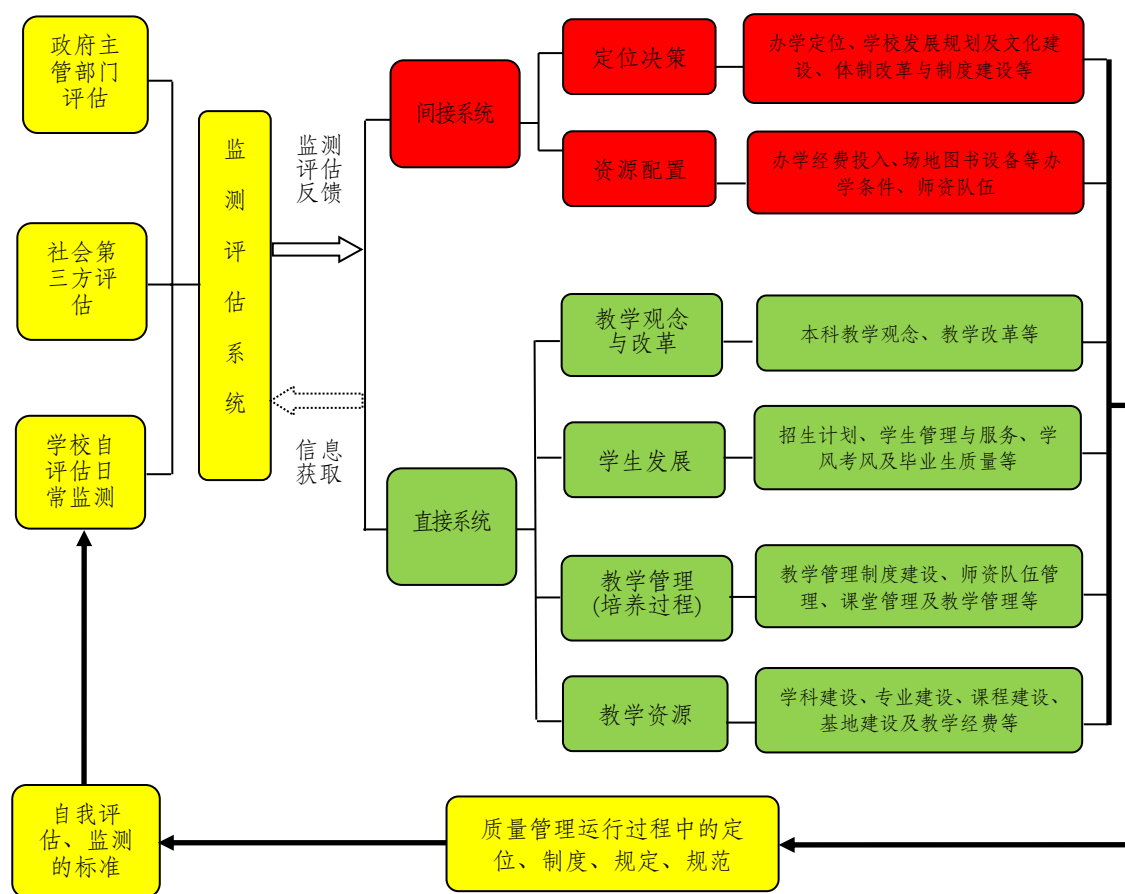 政府主
管部门
评估
社会第
三方评
估
学校自
评估日
常监测
监
测
评
估
系
统
监测
评估
反馈
信息
获取
间接系统
定位决策
办学定位、学校发展规划及文化建
设、体制改革与制度建设等
资源配置
办学经费投入、场地图书设备等办
学条件、师资队伍
直接系统
教学观念
与改革
本科教学观念、教学改革等
学生发展
招生计划、学生管理与服务、学
风考风及毕业生质量等
教学管理
(培养过程)
教学管理制度建设、师资队伍管
理、课堂管理及教学管理等
教学资源
学科建设、专业建设、课程建设、
基地建设及教学经费等
自我评
估、监测
的标准
质量管理运行过程中的定
位、制度、规定、规范